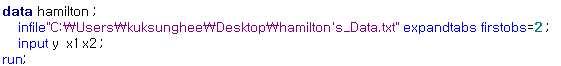 data hamilton ;
infile"C:₩Users₩kuksunghee₩Desktop₩hamilton's_Data.txt" expandtabs firstobs=2 ;
input y x1 x2 ;
run;